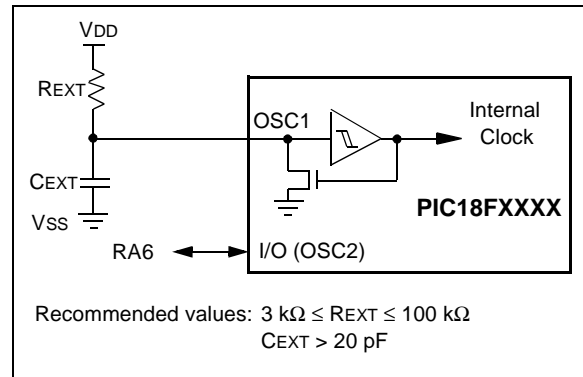 VDD
REXT
OSC1
Internal
Clock
CEXT
PIC18FXXXX
VSS
RA6
I/O (OSC2)
Recommended values: 3 kΩ ≤ REXT ≤ 100 kΩ
CEXT > 20 pF